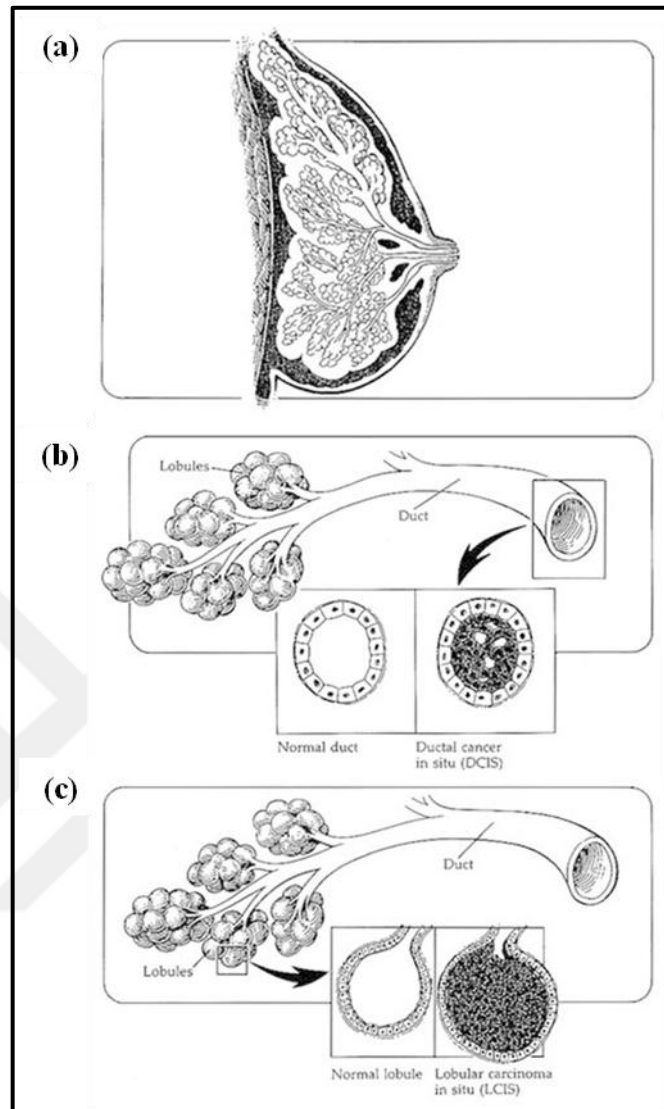 (a)
(b)
Lobules
Duct
Normal duct
Ductal cancer
in situ (DCIS)
(c)
Duct
Lobules
Normal lobule
Lobular carcinoma
in situ (LCIS)